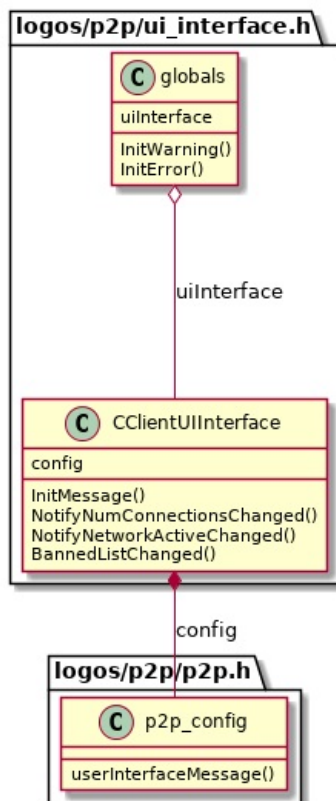 logos/p2p/ui_interface.h
C globals
uiInterface
InitWarning()
InitError()
uiInterface
C CClientUIInterface
config
InitMessage()
NotifyNumConnectionsChanged()
NotifyNetworkActiveChanged()
BannedListChanged()
config
logos/p2p/p2p.h
C p2p_config
userInterfaceMessage()